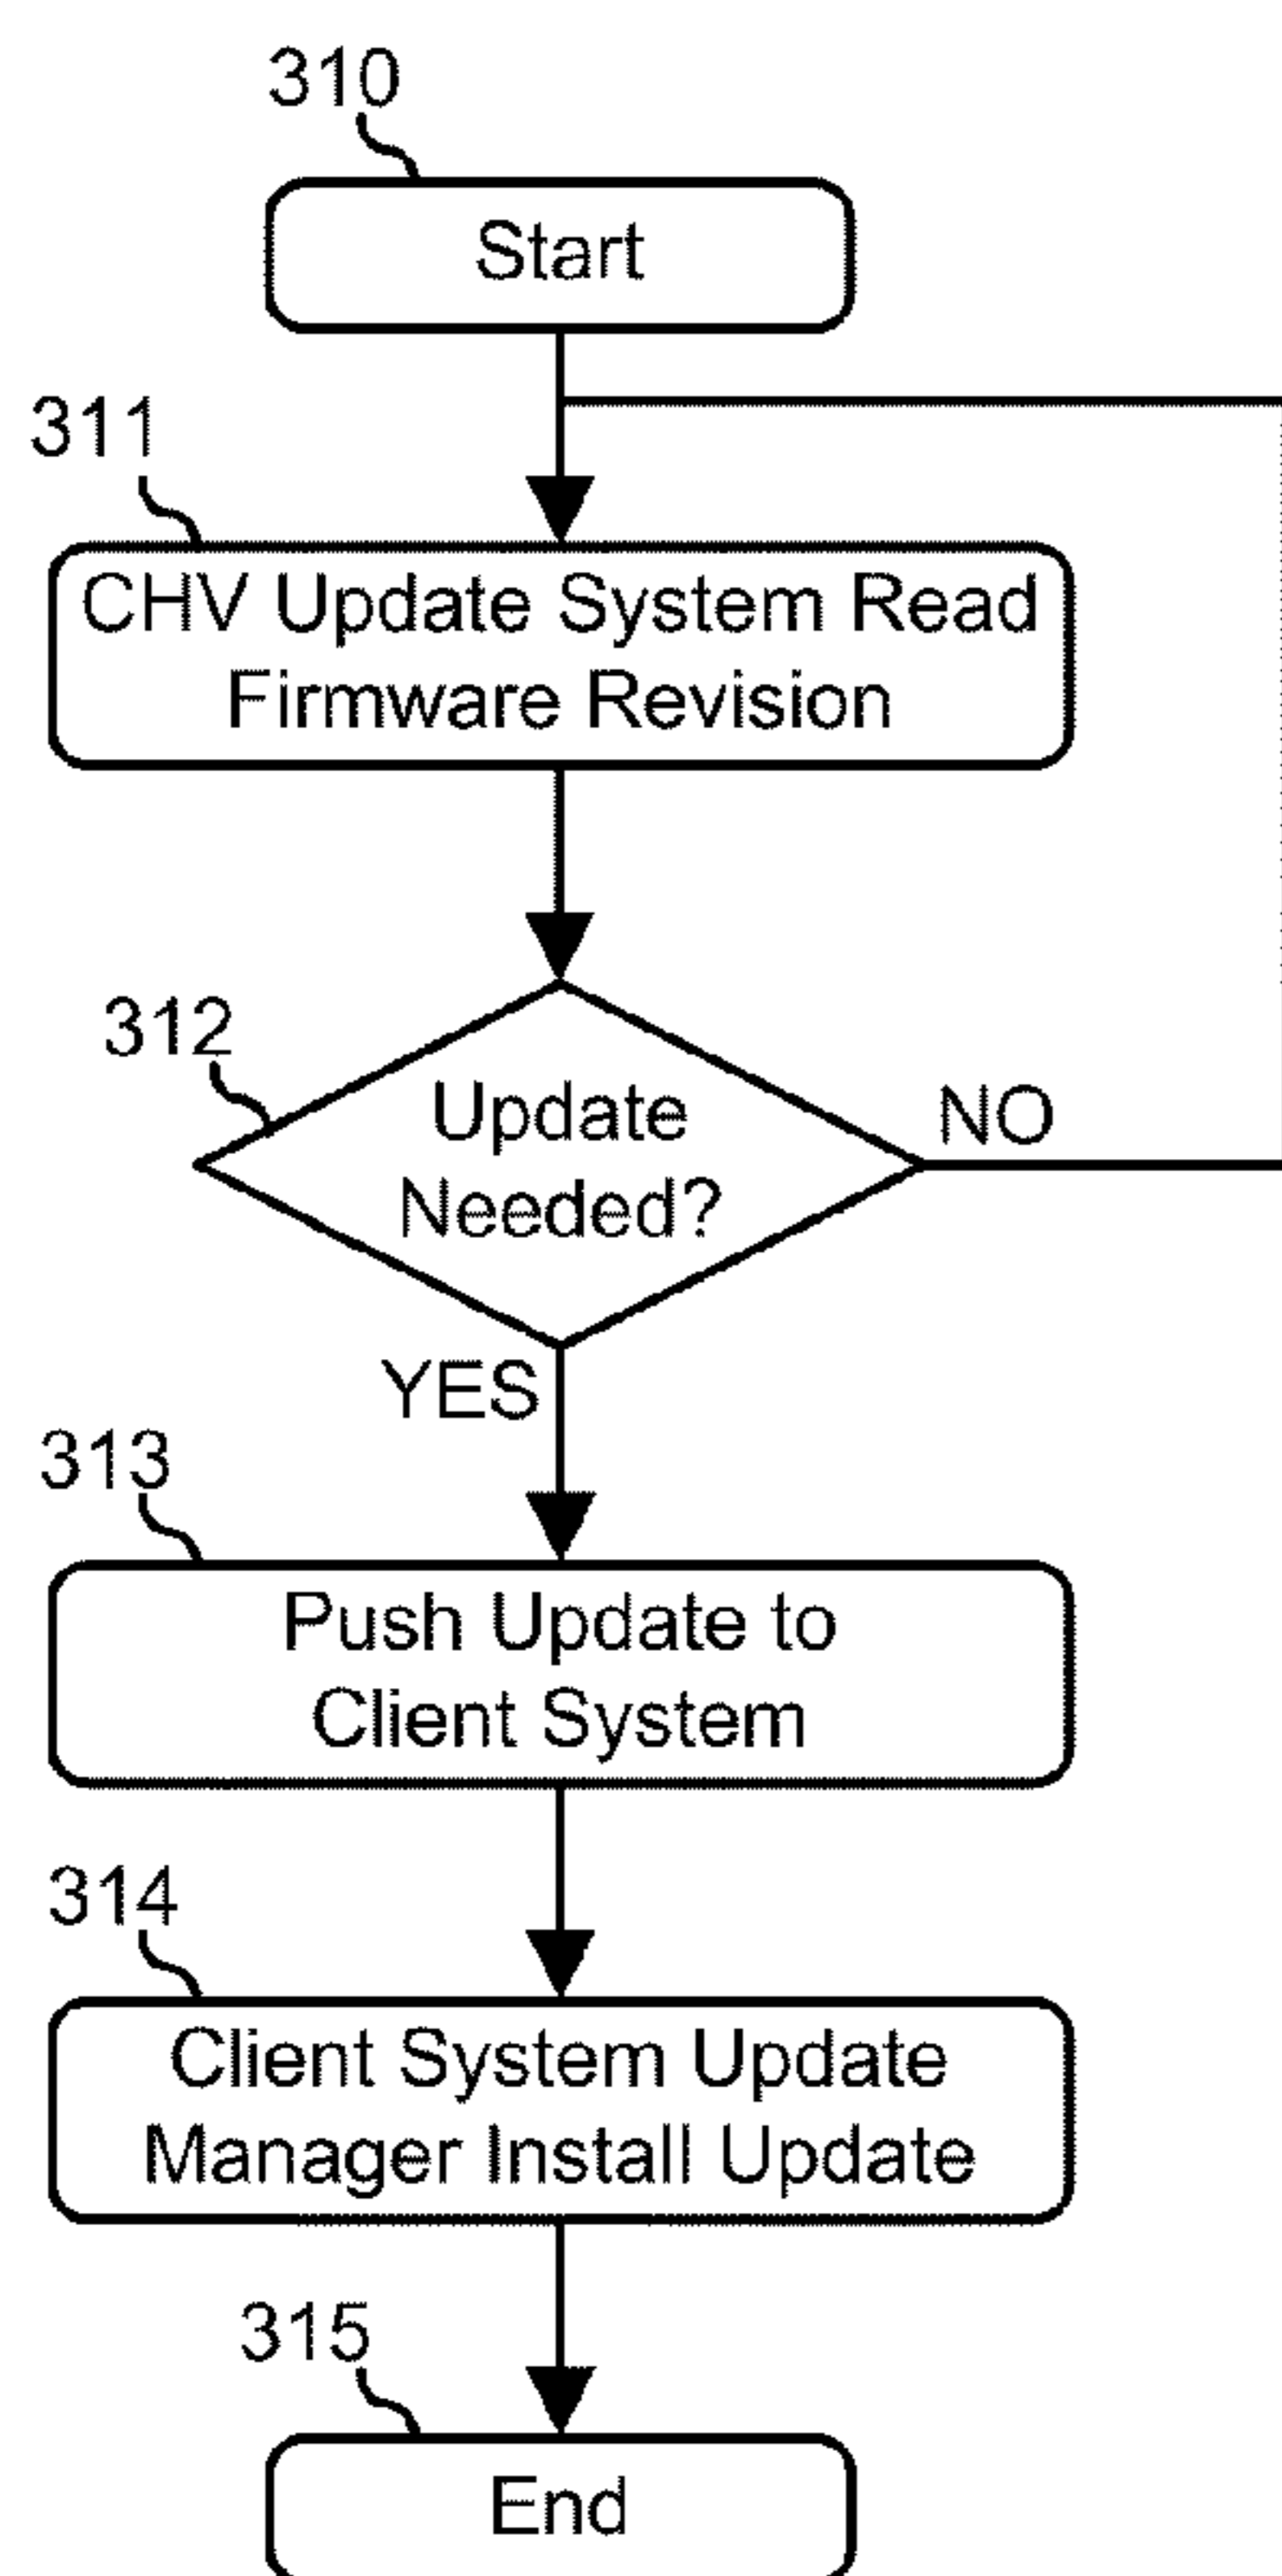 310
Start
311
CHV Update System Read
Firmware Revision
312
Update
Needed?
NO
YES
313
Push Update to
Client System
314
Client System Update
Manager Install Update
315
End